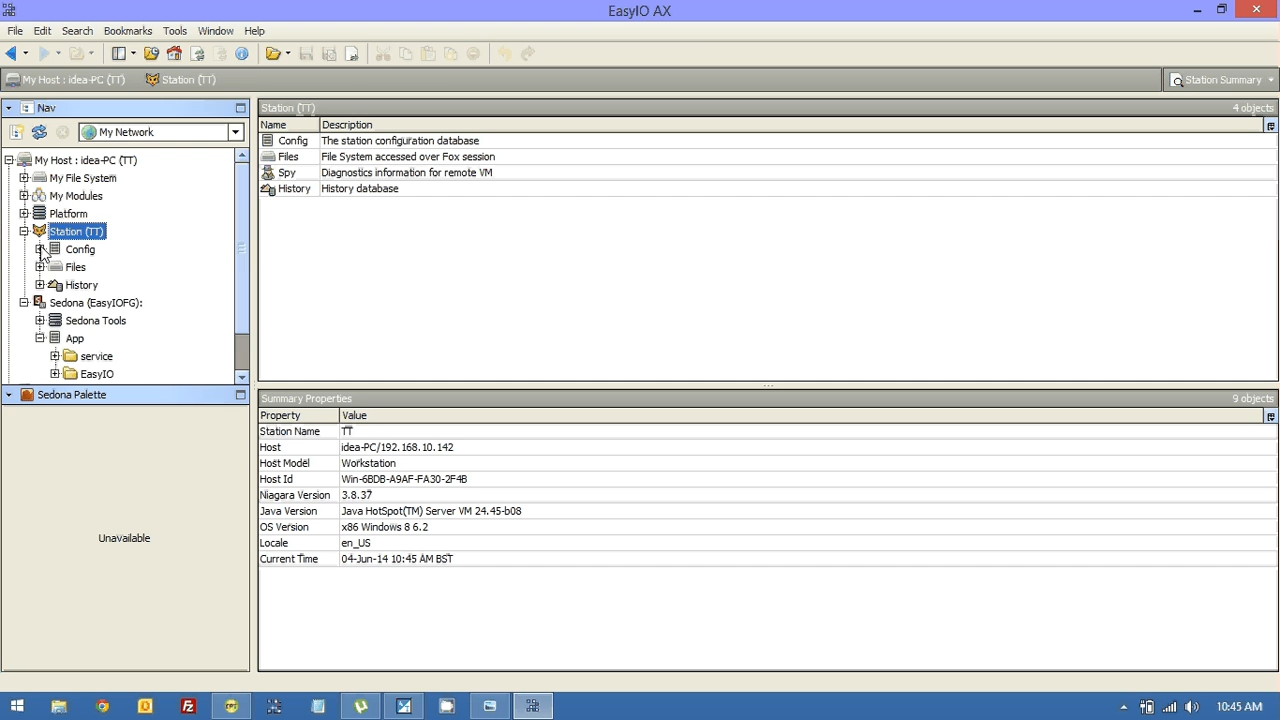 EasyIO AX
File Edit Search Bookmarks Tools Window Help
My Host : idea-PC (TT) Station (TT) Station Summary
Nav
My Network
My Host : idea-PC (TT)
My File System
My Modules
Platform
Station (TT)
Config
Files
History
Sedona (EasyIOFG):
Sedona Tools
App
service
EasyIO
Sedona Palette
Unavailable
Station (TT) 4 objects
Name Description
Config The station configuration database
Files File System accessed over Fox session
Spy Diagnostics information for remote VM
History History database
Summary Properties 9 objects
Property Value
Station Name TT
Host idea-PC/192.168.10.142
Host Model Workstation
Host Id Win-6BDB-A9AF-FA30-2F4B
Niagara Version 3.8.37
Java Version Java HotSpot(TM) Server VM 24.45-b08
OS Version x86 Windows 8 6.2
Locale en_US
Current Time 04-Jun-14 10:45 AM BST
10:45 AM